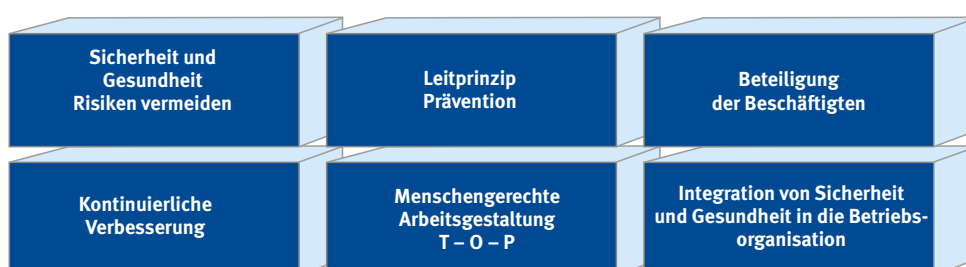 Sicherheit und
Gesundheit
Risiken vermeiden
Leitprinzip
Prävention
Beteiligung
der Beschäftigten
Kontinuierliche
Verbesserung
Menschengerechte
Arbeitsgestaltung
T – O – P
Integration von Sicherheit
und Gesundheit in die Betriebs-
organisation